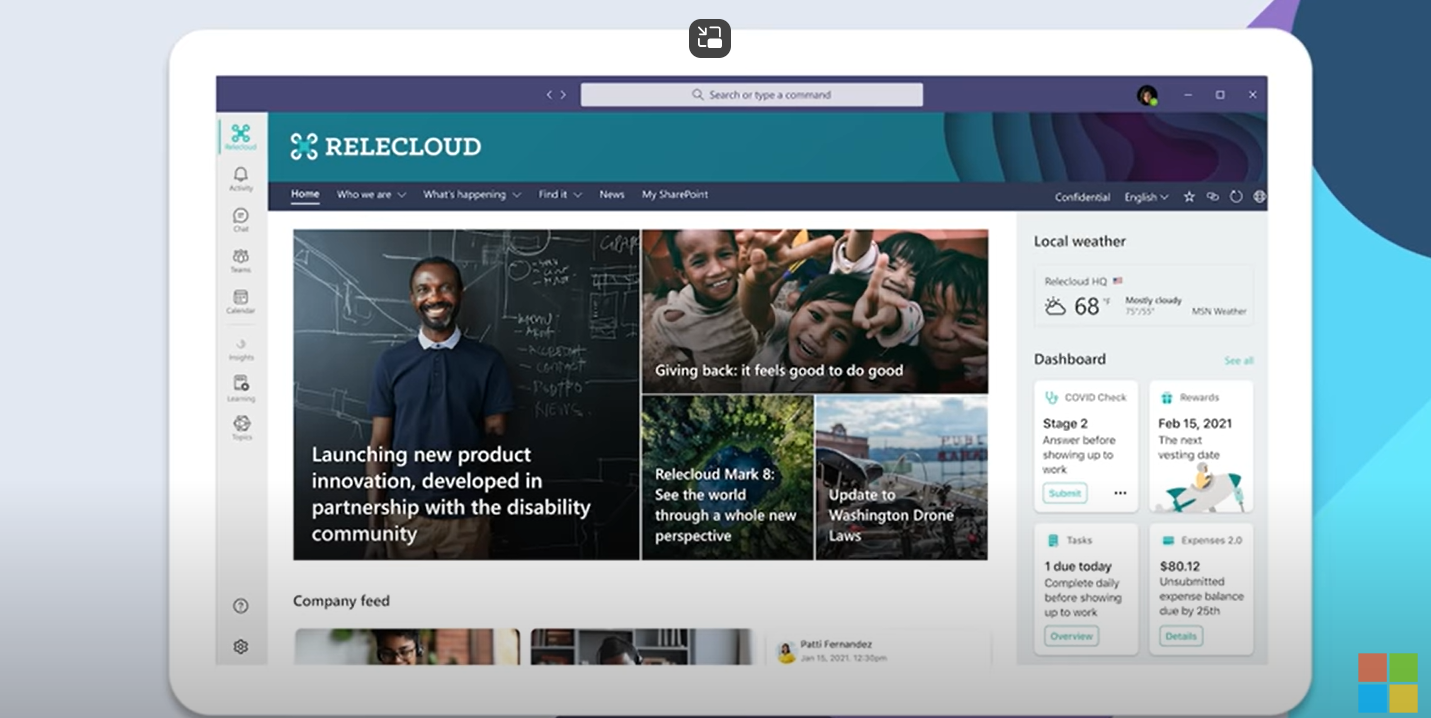 Search or type a command
RELECLOUD
Relecloud
Activity
Chat
Teams
Calendar
Insights
Learning
Topics
Home
Who we are
What's happening
Find it
News
My SharePoint
Confidential
English
Launching new product
innovation, developed in
partnership with the disability
community
Giving back: it feels good to do good
Relecloud Mark 8:
See the world
through a whole new
perspective
Update to
Washington Drone
Laws
Local weather
Relecloud HQ
68 °F
Mostly cloudy
75°/55°
MSN Weather
Dashboard
See all
COVID Check
Stage 2
Answer before
showing up to
work
Submit
Rewards
Feb 15, 2021
The next
vesting date
Tasks
1 due today
Complete daily
before showing
up to work
Overview
Expenses 2.0
$80.12
Unsubmitted
expense balance
due by 25th
Details
Company feed
Patti Fernandez
Jan 15, 2021, 12:30pm